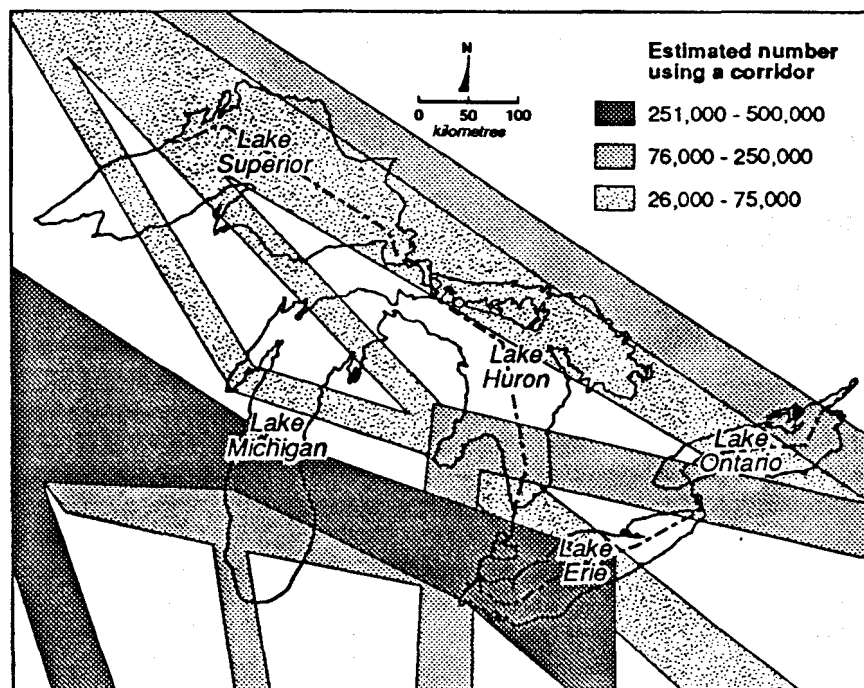 N
0 50 100
kilometres
Estimated number
using a corridor
251,000 - 500,000
76,000 - 250,000
26,000 - 75,000
Lake
Superior
Lake
Huron
Lake
Michigan
Lake
Ontario
Lake
Erie